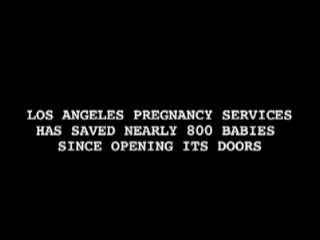 LOS ANGELES PREGNANCY SERVICES
HAS SAVED NEARLY 800 BABIES
SINCE OPENING ITS DOORS